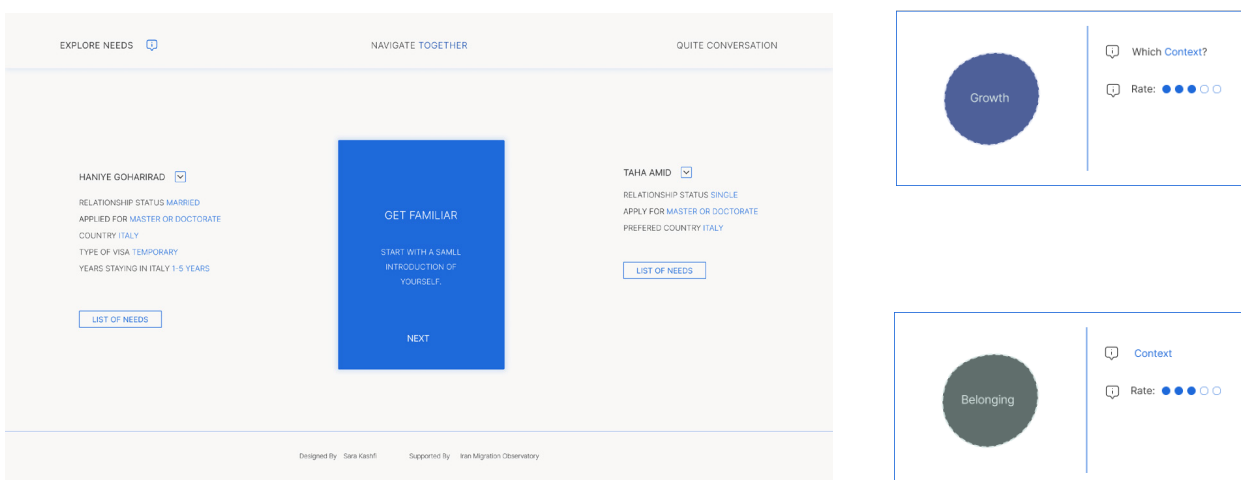 EXPLORE NEEDS
NAVIGATE TOGETHER
QUITE CONVERSATION
HANIYE GOHARIRAD
RELATIONSHIP STATUS MARRIED
APPLIED FOR MASTER OR DOCTORATE
COUNTRY ITALY
TYPE OF VISA TEMPORARY
YEARS STAYING IN ITALY 1-5 YEARS
LIST OF NEEDS
GET FAMILIAR
START WITH A SAMLL
INTRODUCTION OF
YOURSELF.
NEXT
TAHA AMID
RELATIONSHIP STATUS SINGLE
APPLY FOR MASTER OR DOCTORATE
PREFERED COUNTRY ITALY
LIST OF NEEDS
Designed By Sara Kashfi
Supported By Iran Migration Observatory
Growth
Which Context?
Rate:
Belonging
Context
Rate: